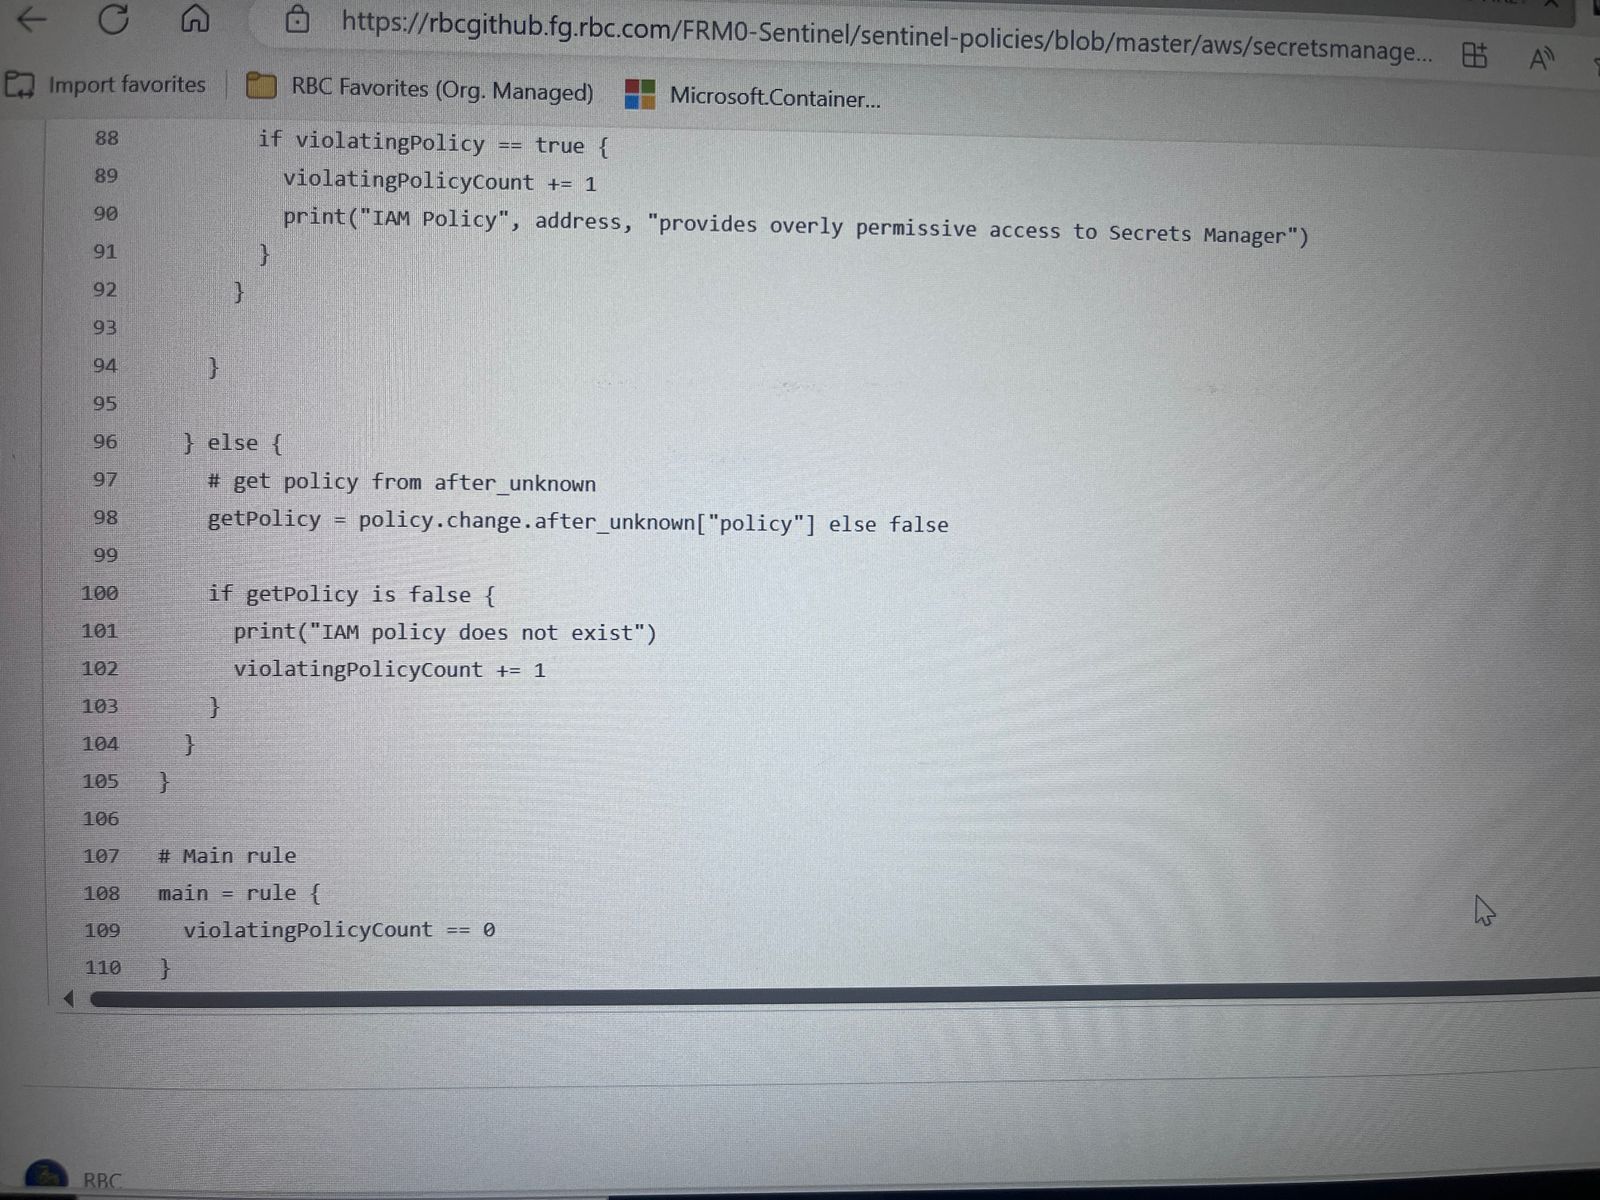 https://rbcgithub.fg.rbc.com/FRM0-Sentinel/sentinel-policies/blob/master/aws/secretsmanage...
Import favorites
RBC Favorites (Org. Managed)
Microsoft.Container...
88 if violatingPolicy == true {
89 violatingPolicyCount += 1
90 print("IAM Policy", address, "provides overly permissive access to Secrets Manager")
91 }
92 }
93
94 }
95
96 } else {
97 # get policy from after_unknown
98 getPolicy = policy.change.after_unknown["policy"] else false
99
100 if getPolicy is false {
101 print("IAM policy does not exist")
102 violatingPolicyCount += 1
103 }
104 }
105 }
106
107 # Main rule
108 main = rule {
109 violatingPolicyCount == 0
110 }
RBC